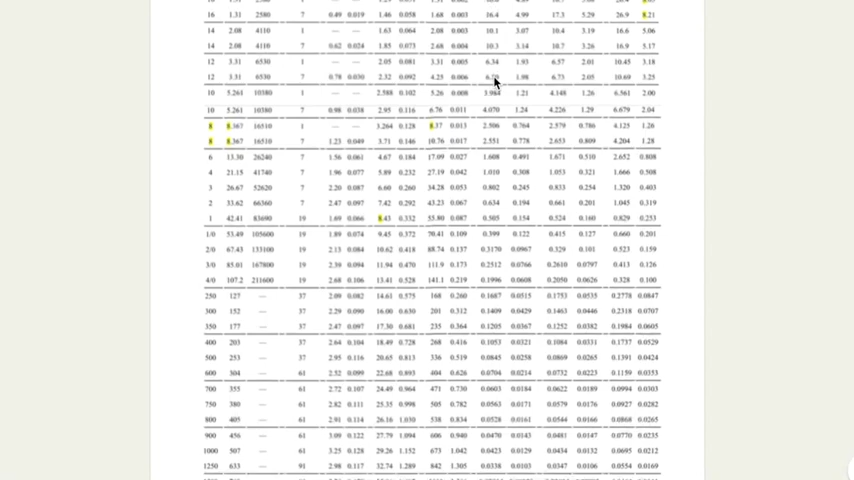 16 1.31 2580 7 0.49 0.019 1.46 0.058 1.68 0.003 16.4 4.99 17.3 5.29 26.9 8.21
14 2.08 4110 1 — — 1.63 0.064 2.08 0.003 10.1 3.07 10.4 3.19 16.6 5.06
14 2.08 4110 7 0.62 0.024 1.85 0.073 2.68 0.004 10.3 3.14 10.7 3.26 16.9 5.17
12 3.31 6530 1 — — 2.05 0.081 3.31 0.005 6.34 1.93 6.57 2.01 10.45 3.18
12 3.31 6530 7 0.78 0.030 2.32 0.092 4.25 0.006 1.98 6.73 2.05 10.69 3.25
10 5.261 10380 1 — — 2.588 0.102 5.26 0.008 3.984 1.21 4.148 1.26 6.561 2.00
10 5.261 10380 7 0.98 0.038 2.95 0.116 6.76 0.011 4.070 1.24 4.226 1.29 6.679 2.04
8 8.367 16510 1 — — 3.264 0.128 8.37 0.013 2.506 0.764 2.579 0.786 4.125 1.26
8 8.367 16510 7 1.23 0.049 3.71 0.146 10.76 0.017 2.551 0.778 2.653 0.809 4.204 1.28
6 13.30 26240 7 1.56 0.061 4.67 0.184 17.09 0.027 1.608 0.491 1.671 0.510 2.652 0.808
4 21.15 41740 7 1.96 0.077 5.89 0.232 27.19 0.042 1.010 0.308 1.053 0.321 1.666 0.508
3 26.67 52620 7 2.20 0.087 6.60 0.260 34.28 0.053 0.802 0.245 0.833 0.254 1.320 0.403
2 33.62 66360 7 2.47 0.097 7.42 0.292 43.23 0.067 0.634 0.194 0.661 0.201 1.045 0.319
1 42.41 83690 19 1.69 0.066 8.43 0.332 55.80 0.087 0.505 0.154 0.524 0.160 0.829 0.253
1/0 53.49 105600 19 1.89 0.074 9.45 0.372 70.41 0.109 0.399 0.122 0.415 0.127 0.660 0.201
2/0 67.43 133100 19 2.13 0.084 10.62 0.418 88.74 0.137 0.3170 0.0967 0.329 0.101 0.523 0.159
3/0 85.01 167800 19 2.39 0.094 11.94 0.470 111.9 0.173 0.2512 0.0766 0.2610 0.0797 0.413 0.126
4/0 107.2 211600 19 2.68 0.106 13.41 0.528 141.1 0.219 0.1996 0.0608 0.2050 0.0626 0.328 0.100
250 127 — 37 2.09 0.082 14.61 0.575 168 0.260 0.1687 0.0515 0.1753 0.0535 0.2778 0.0847
300 152 — 37 2.29 0.090 16.00 0.630 201 0.312 0.1409 0.0429 0.1463 0.0446 0.2318 0.0707
350 177 — 37 2.47 0.097 17.30 0.681 235 0.364 0.1205 0.0367 0.1252 0.0382 0.1984 0.0605
400 203 — 37 2.64 0.104 18.49 0.728 268 0.416 0.1053 0.0321 0.1084 0.0331 0.1737 0.0529
500 253 — 37 2.95 0.116 20.65 0.813 336 0.519 0.0845 0.0258 0.0869 0.0265 0.1391 0.0424
600 304 — 61 2.52 0.099 22.68 0.893 404 0.626 0.0704 0.0214 0.0732 0.0223 0.1159 0.0353
700 355 — 61 2.72 0.107 24.49 0.964 471 0.730 0.0603 0.0184 0.0622 0.0189 0.0994 0.0303
750 380 — 61 2.82 0.111 25.35 0.998 505 0.782 0.0563 0.0171 0.0579 0.0176 0.0927 0.0282
800 405 — 61 2.91 0.114 26.16 1.030 538 0.834 0.0528 0.0161 0.0544 0.0166 0.0868 0.0265
900 456 — 61 3.09 0.122 27.79 1.094 606 0.940 0.0470 0.0143 0.0481 0.0147 0.0770 0.0235
1000 507 — 61 3.25 0.128 29.26 1.152 673 1.042 0.0423 0.0129 0.0434 0.0132 0.0695 0.0212
1250 633 — 91 2.98 0.117 32.74 1.289 842 1.305 0.0338 0.0103 0.0347 0.0106 0.0554 0.0169